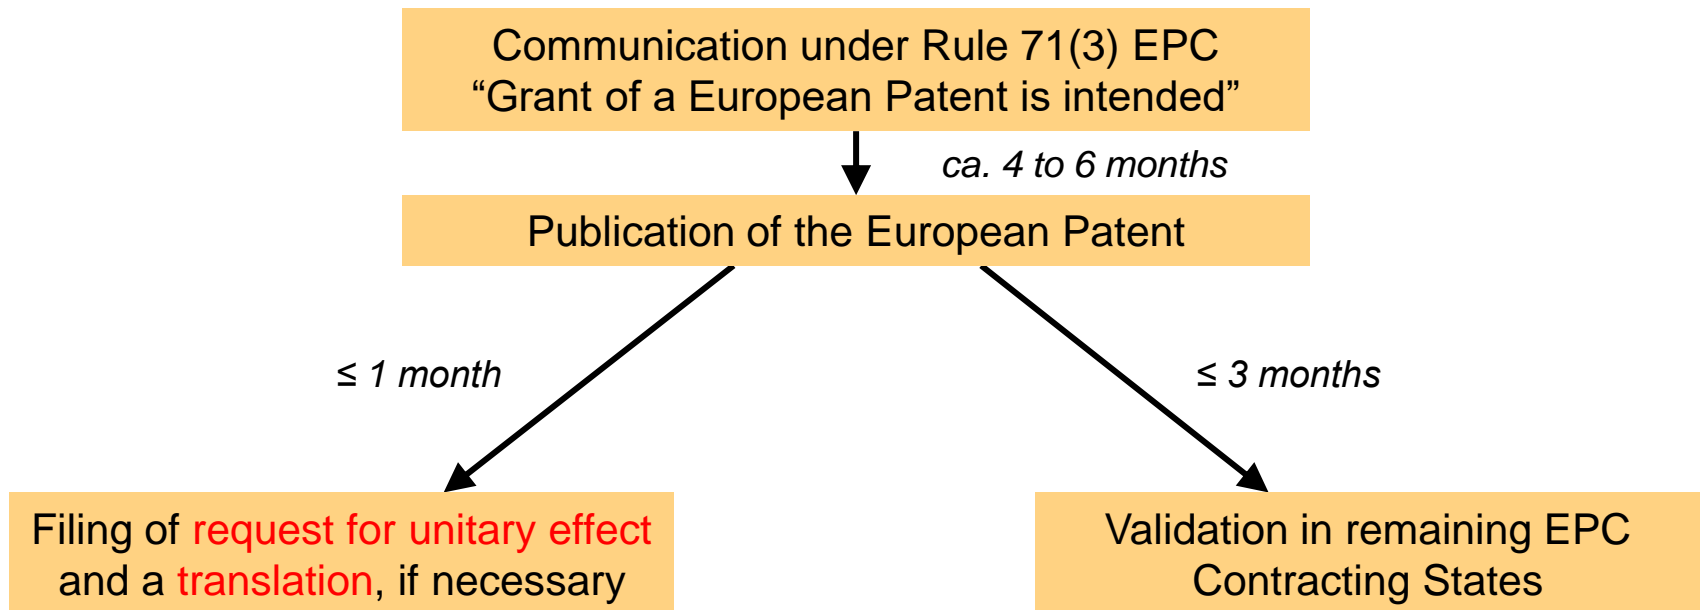 Communication under Rule 71(3) EPC
“Grant of a European Patent is intended”
ca. 4 to 6 months
Publication of the European Patent
≤ 1 month
≤ 3 months
Filing of request for unitary effect
and a translation, if necessary
Validation in remaining EPC
Contracting States